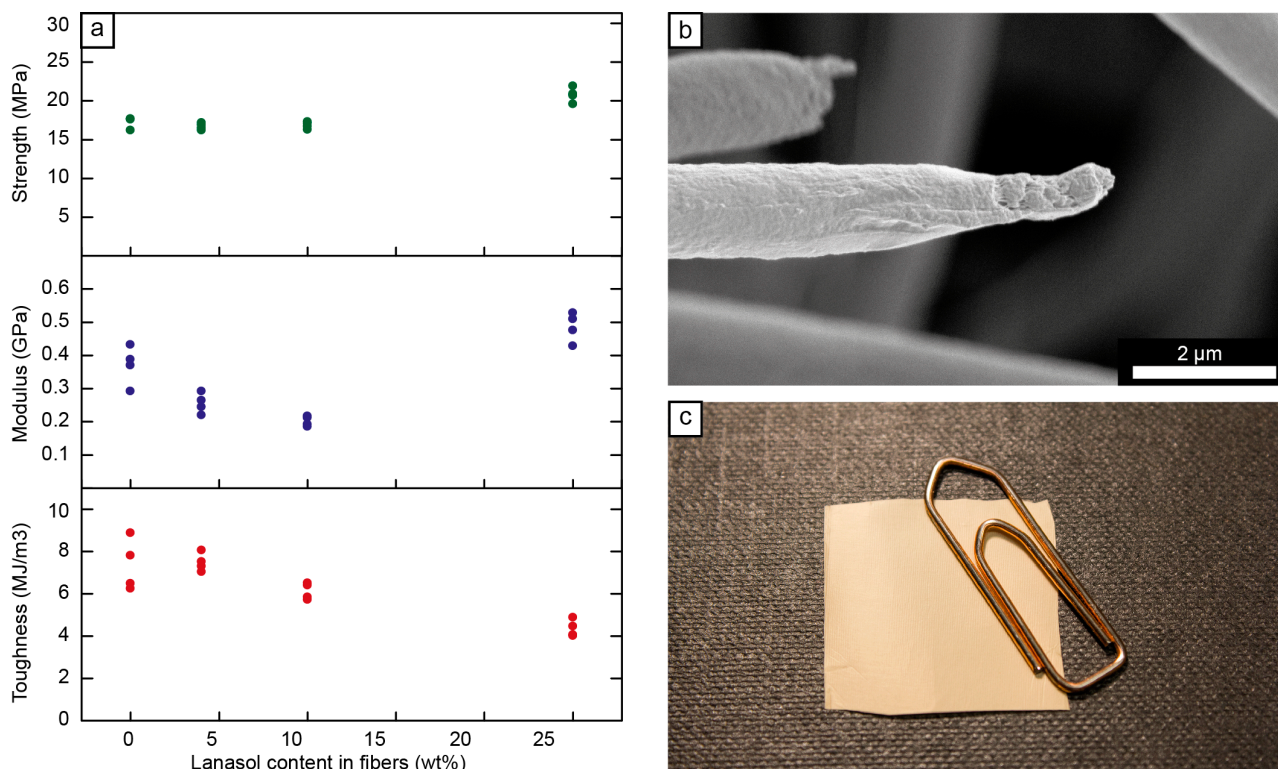 a
Strength (MPa)
30
25
20
15
10
5
Modulus (GPa)
0.6
0.5
0.4
0.3
0.2
0.1
Toughness (MJ/m3)
10
8
6
4
2
0
0 5 10 15 20 25
Lanasol content in fibers (wt%)
b
2 µm
c